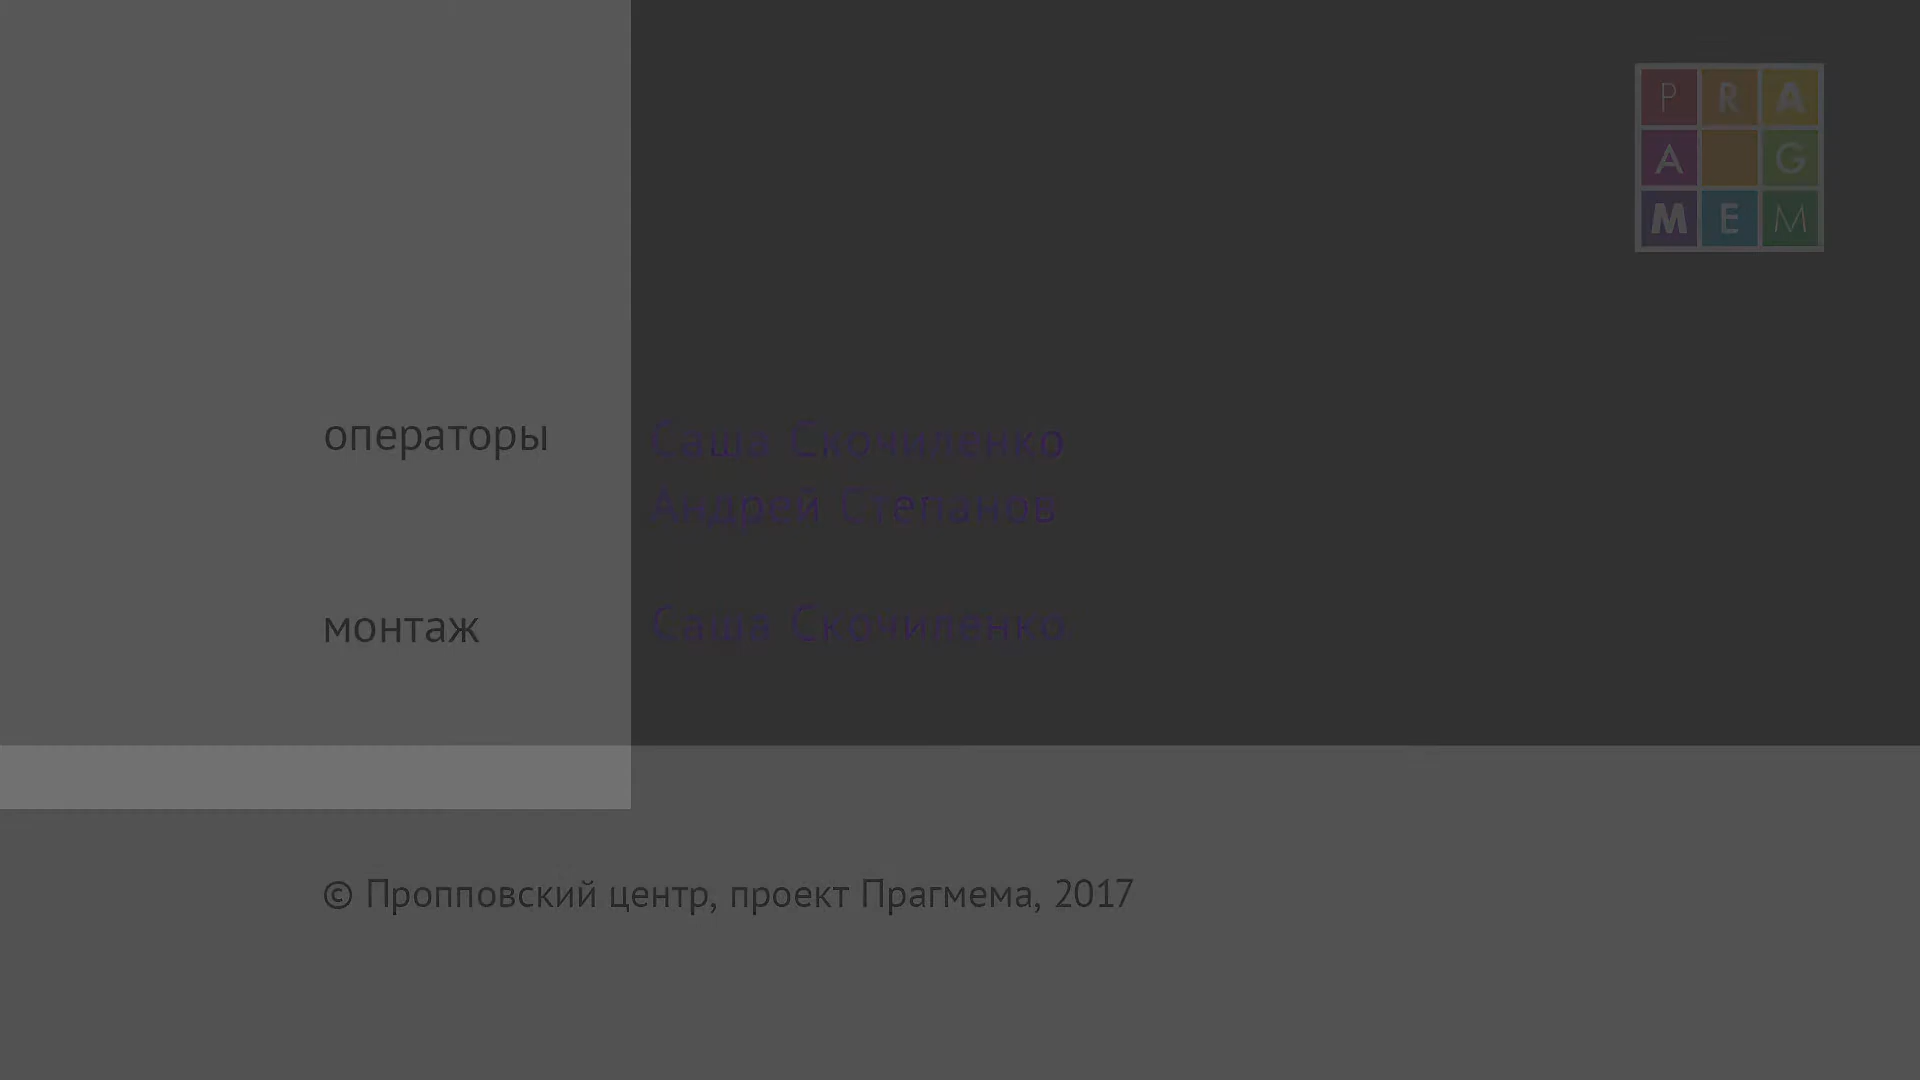 P R A
A G
M E M
операторы Саша Скочиленко
Андрей Степанов
монтаж Саша Скочиленко
© Пропповский центр, проект Прагмема, 2017